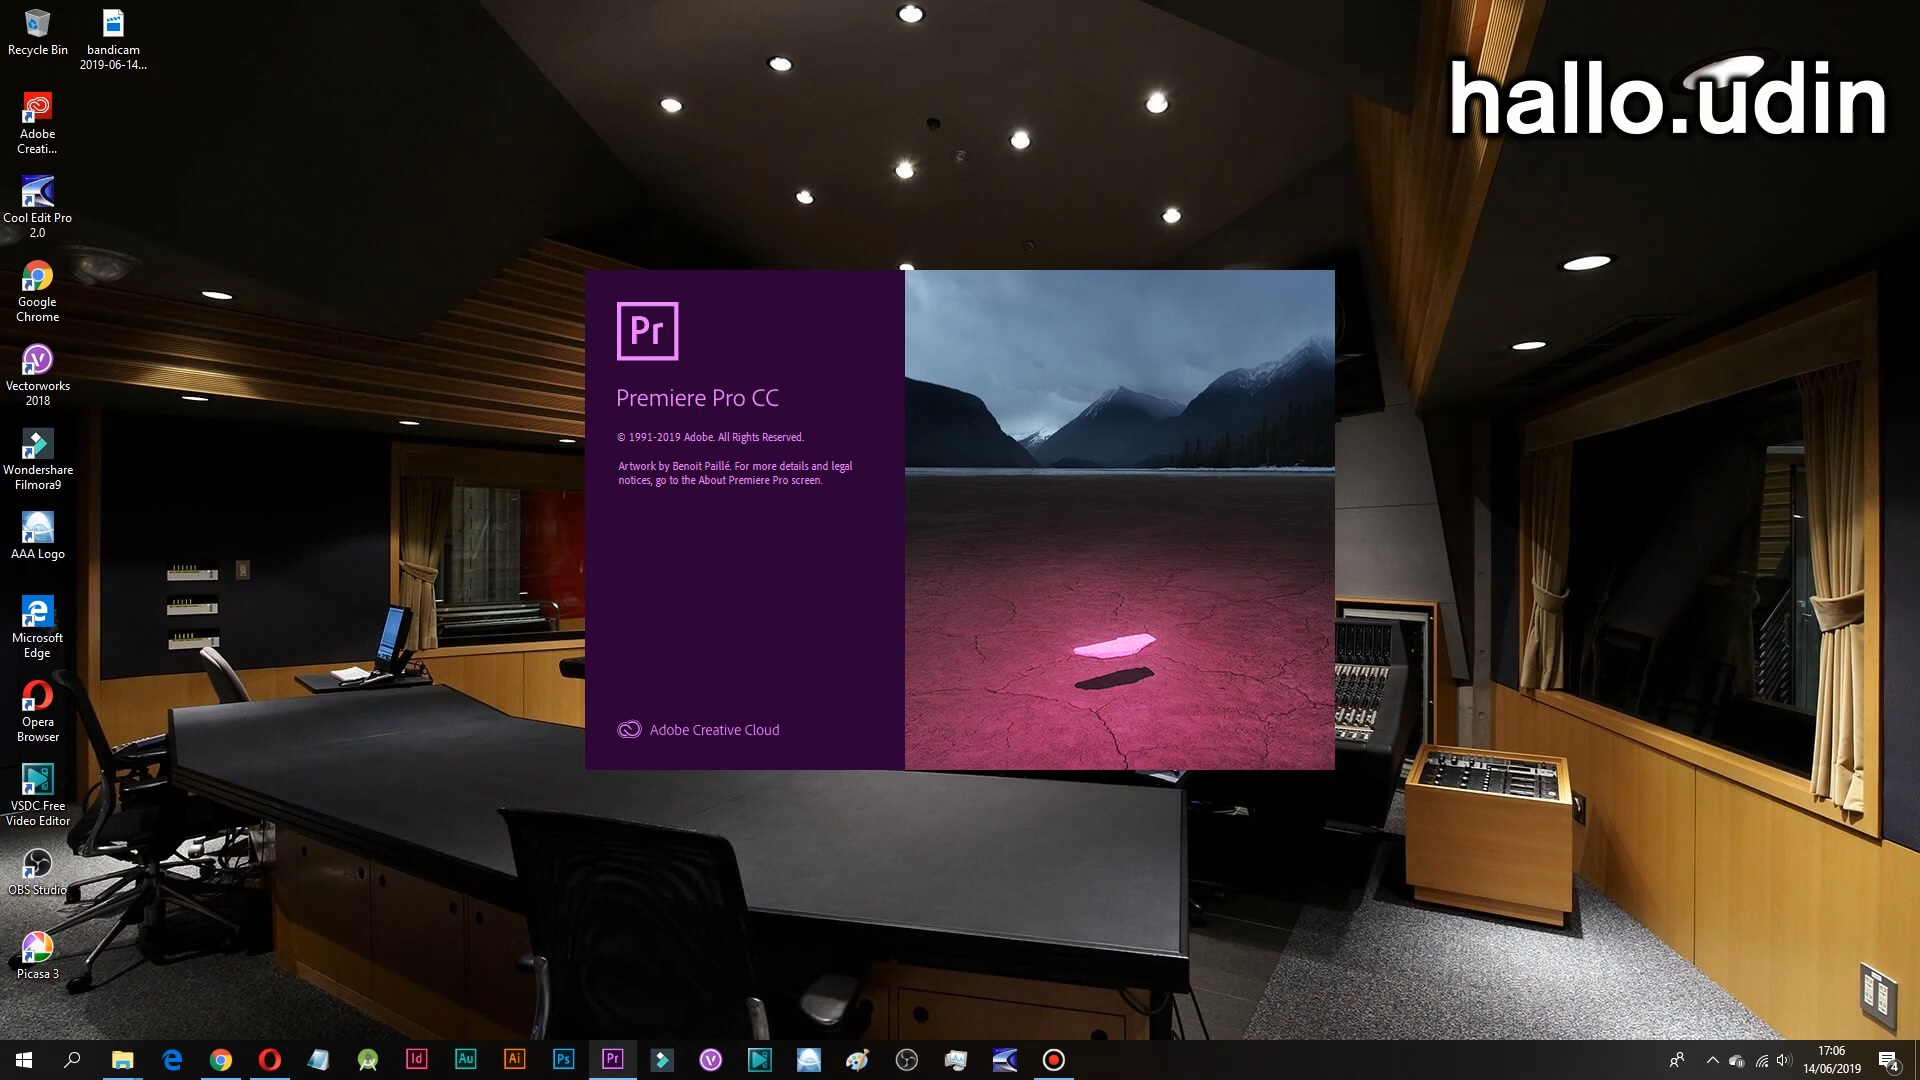 Recycle Bin
bandicam
2019-06-14...
Adobe
Creati...
Cool Edit Pro
2.0
Google
Chrome
Vectorworks
2018
Wondershare
Filmora9
AAA Logo
Microsoft
Edge
Opera
Browser
VSDC Free
Video Editor
OBS Studio
Picasa 3
hallo.udin
Pr
Premiere Pro CC
© 1991-2019 Adobe. All Rights Reserved.
Artwork by Benoit Paillé. For more details and legal
notices, go to the About Premiere Pro screen.
Adobe Creative Cloud
Id
Au
Ai
Ps
Pr
17:06
14/06/2019
4